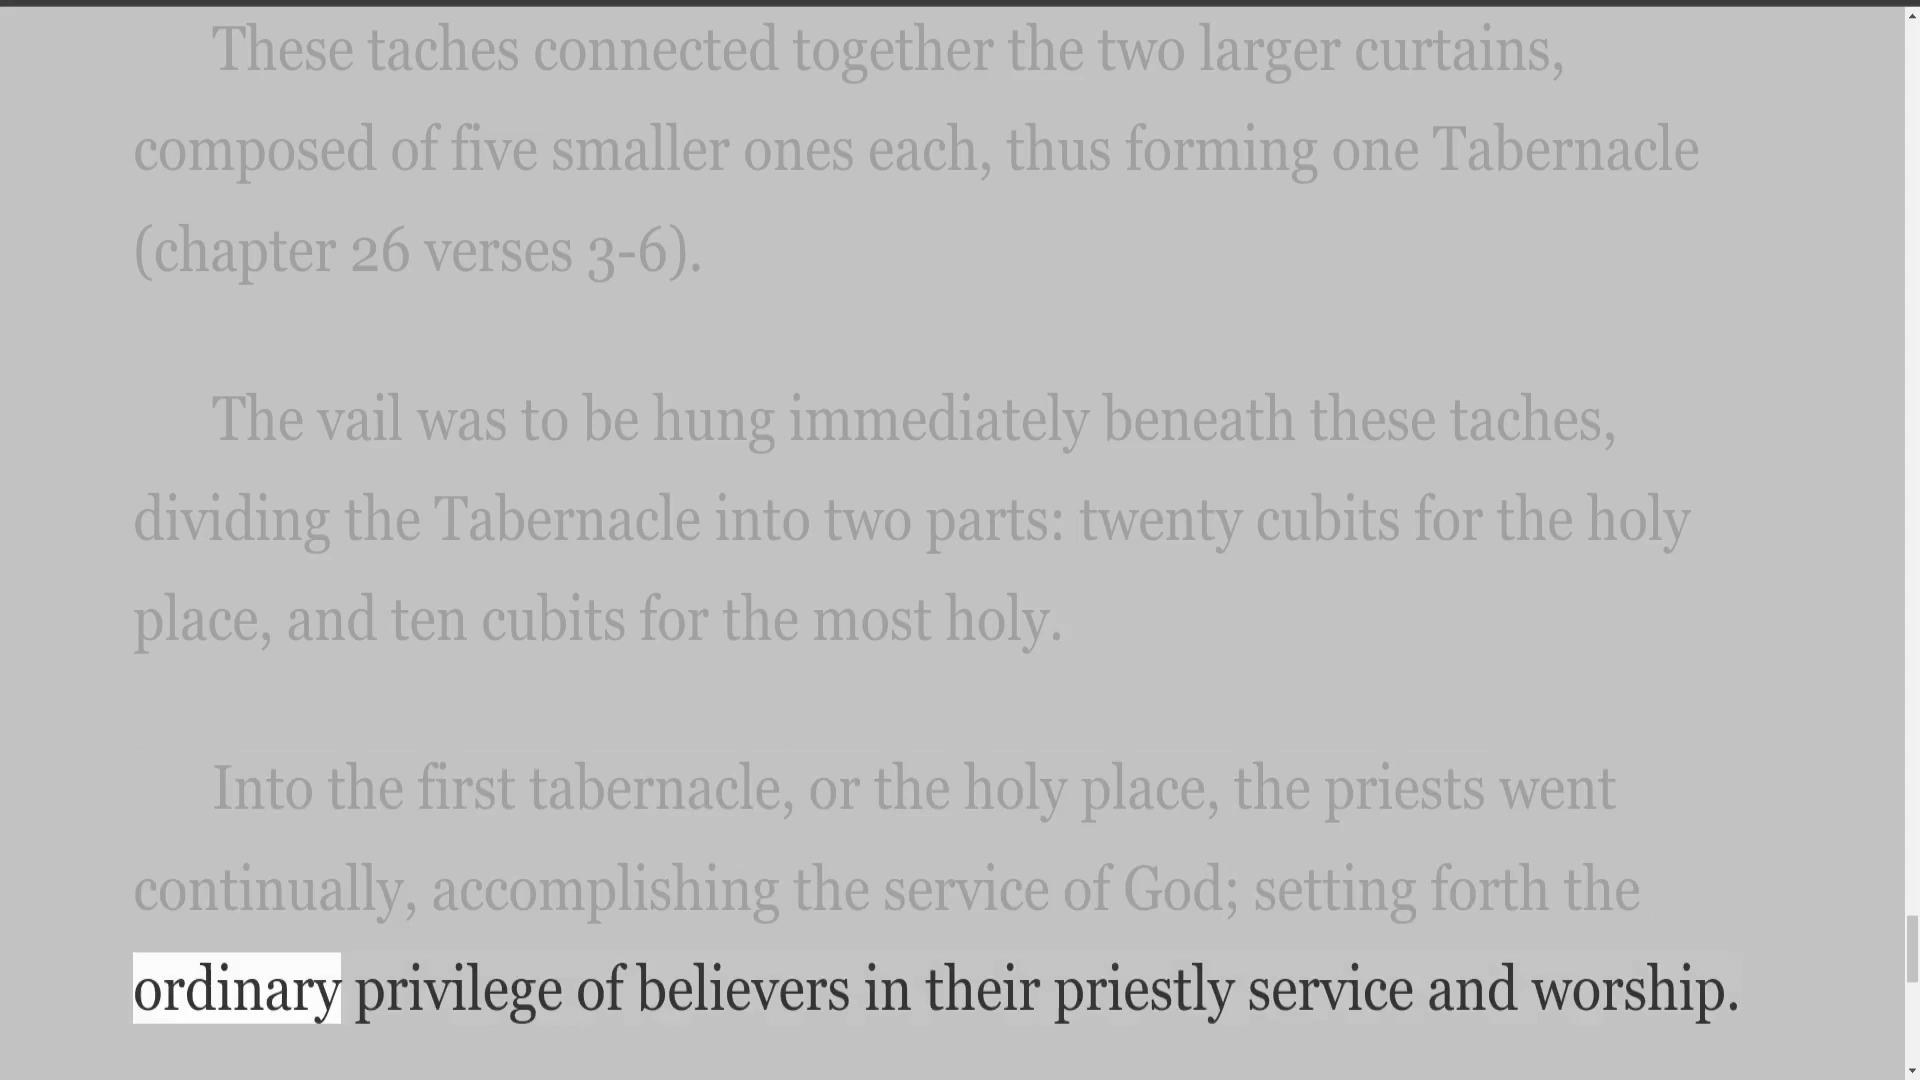 These taches connected together the two larger curtains,
composed of five smaller ones each, thus forming one Tabernacle
(chapter 26 verses 3-6).
The vail was to be hung immediately beneath these taches,
dividing the Tabernacle into two parts: twenty cubits for the holy
place, and ten cubits for the most holy.
Into the first tabernacle, or the holy place, the priests went
continually, accomplishing the service of God; setting forth the
ordinary privilege of believers in their priestly service and worship.